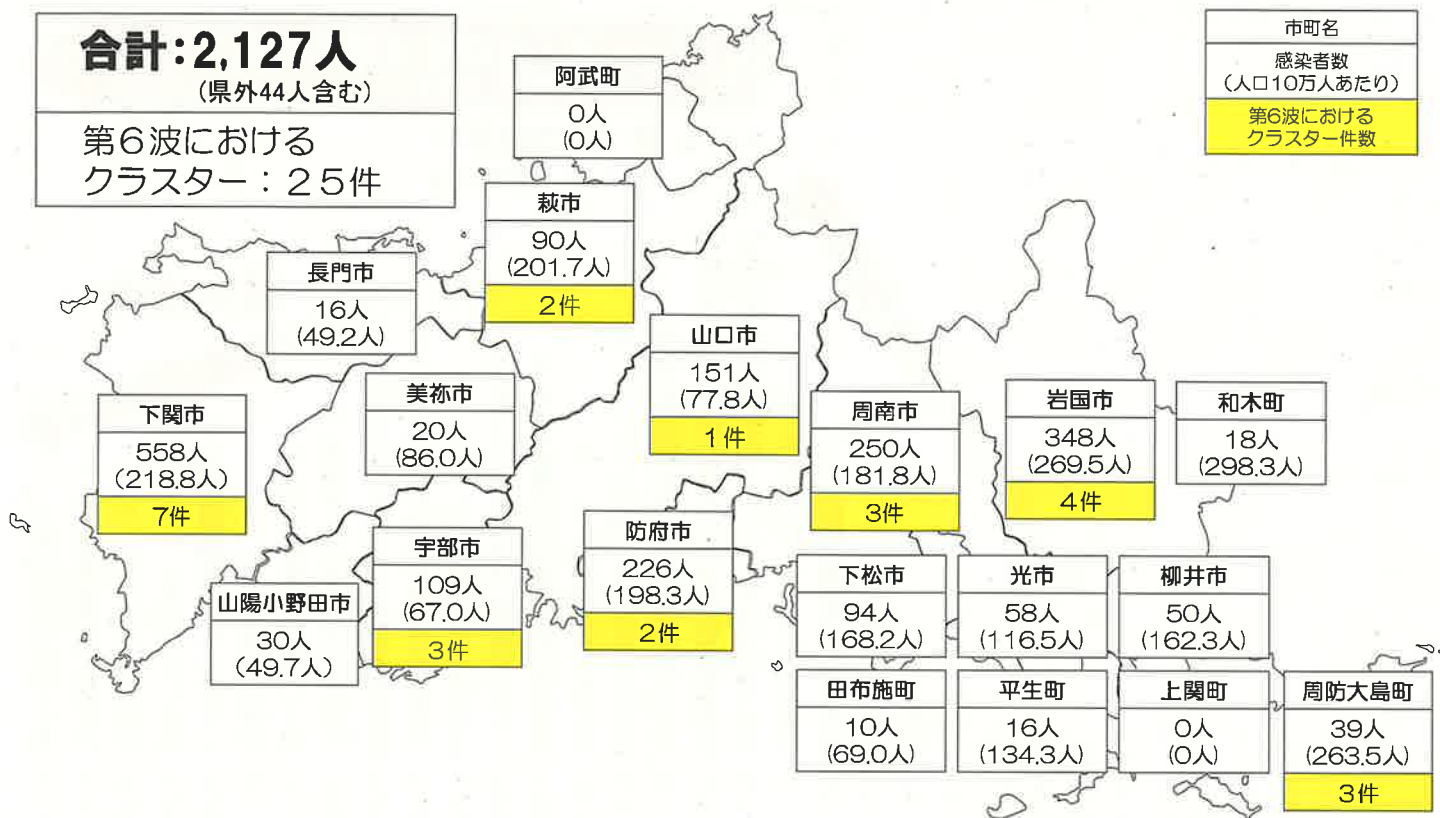 合計:2,127人
(県外44人含む)
第6波における
クラスター:25件
市町名
感染者数
(人口10万人あたり)
第6波における
クラスター件数
阿武町
0人
(0人)
萩市
90人
(201.7人)
2件
長門市
16人
(49.2人)
山口市
151人
(77.8人)
1件
美祢市
20人
(86.0人)
下関市
558人
(218.8人)
7件
周南市
250人
(181.8人)
3件
岩国市
348人
(269.5人)
4件
和木町
18人
(298.3人)
防府市
226人
(198.3人)
2件
宇部市
109人
(67.0人)
3件
山陽小野田市
30人
(49.7人)
下松市
94人
(168.2人)
光市
58人
(116.5人)
柳井市
50人
(162.3人)
田布施町
10人
(69.0人)
平生町
16人
(134.3人)
上関町
0人
(0人)
周防大島町
39人
(263.5人)
3件